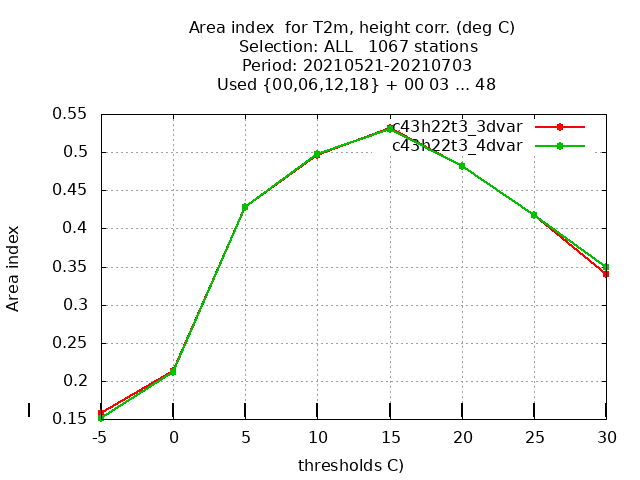 Area index  for T2m, height corr. (deg C)
Selection: ALL   1067 stations
Period: 20210521-20210703
Used {00,06,12,18} + 00 03 ... 48
c43h22t3_3dvar
c43h22t3_4dvar
0.55
0.5
0.45
0.4
0.35
0.3
0.25
0.2
0.15
Area index
-5 0 5 10 15 20 25 30
thresholds C)